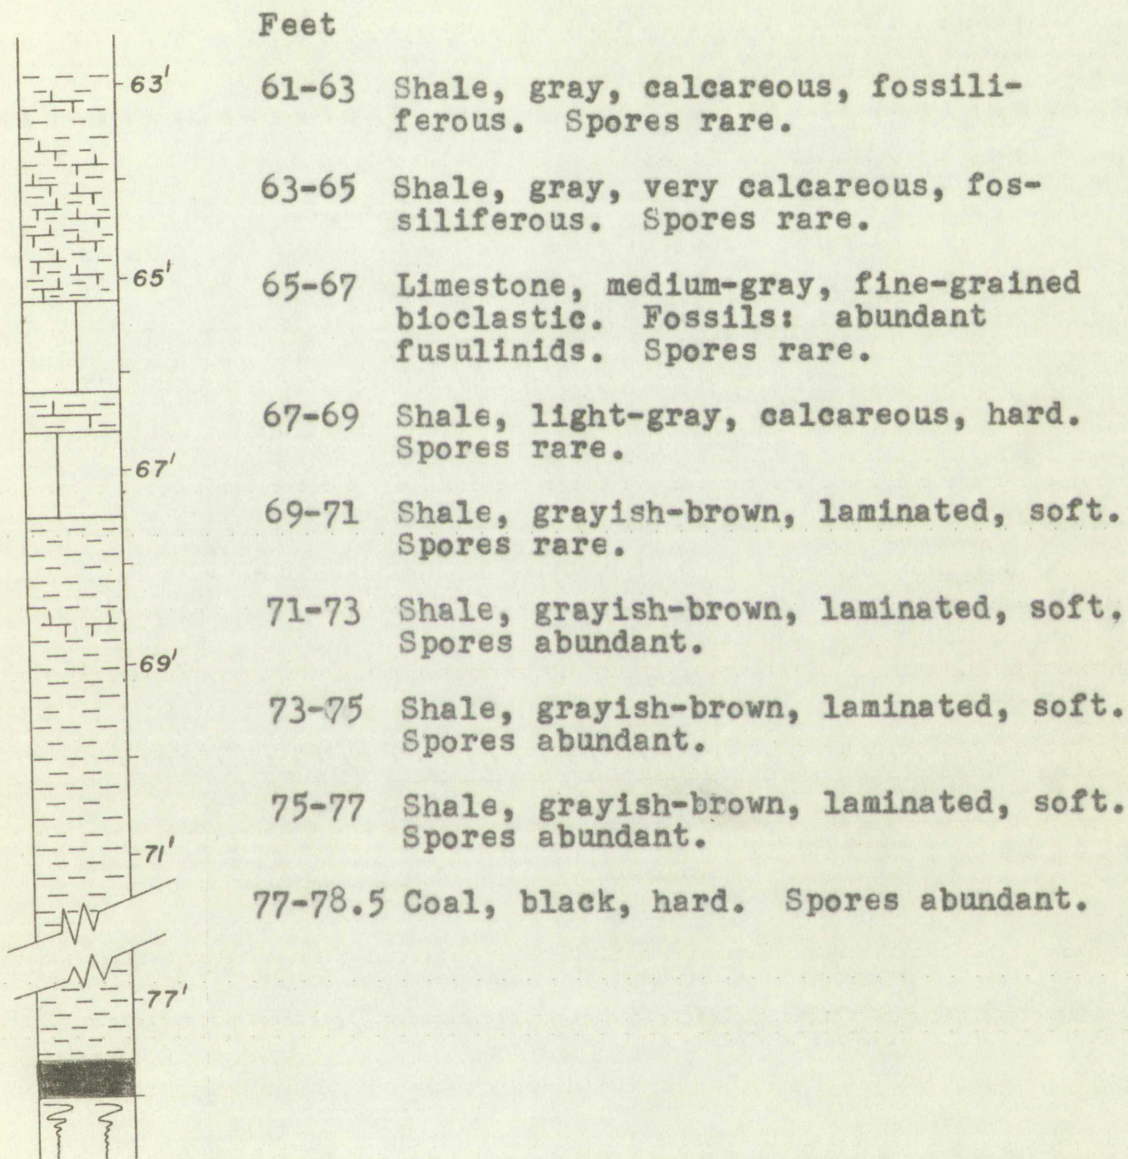 Feet
61-63 Shale, gray, calcareous, fossili-
ferous. Spores rare.
63-65 Shale, gray, very calcareous, fos-
siliferous. Spores rare.
65-67 Limestone, medium-gray, fine-grained
bioclastic. Fossils: abundant
fusulinids. Spores rare.
67-69 Shale, light-gray, calcareous, hard.
Spores rare.
69-71 Shale, grayish-brown, laminated, soft.
Spores rare.
71-73 Shale, grayish-brown, laminated, soft.
Spores abundant.
73-75 Shale, grayish-brown, laminated, soft.
Spores abundant.
75-77 Shale, grayish-brown, laminated, soft.
Spores abundant.
77-78.5 Coal, black, hard. Spores abundant.
63'
65'
67'
69'
71'
77'